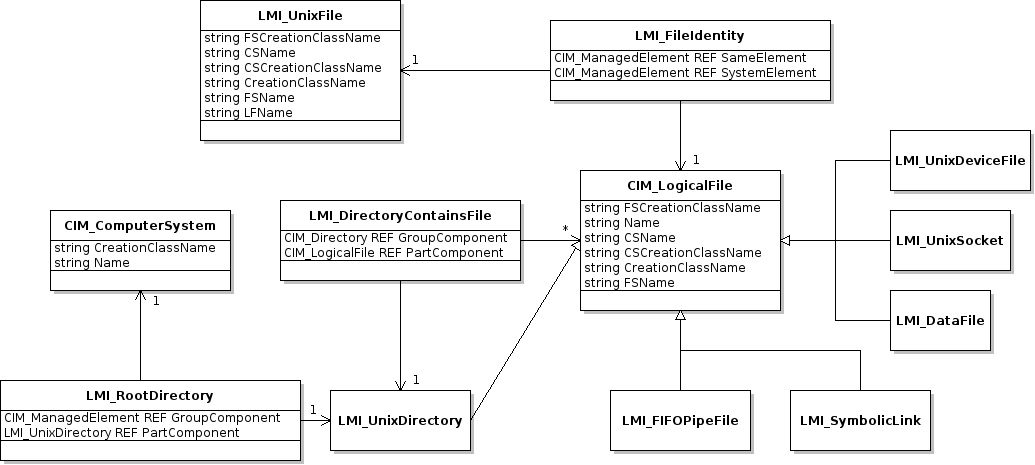 LMI_UnixFile
string FSCreationClassName
string CSName
string CSCreationClassName
string CreationClassName
string FSName
string LFName
1
LMI_FileIdentity
CIM_ManagedElement REF SameElement
CIM_ManagedElement REF SystemElement
1
LMI_UnixDeviceFile
CIM_LogicalFile
string FSCreationClassName
string Name
string CSName
string CSCreationClassName
string CreationClassName
string FSName
LMI_DirectoryContainsFile
CIM_Directory REF GroupComponent
CIM_LogicalFile REF PartComponent
*
CIM_ComputerSystem
string CreationClassName
string Name
1
LMI_UnixSocket
LMI_DataFile
1
LMI_RootDirectory
CIM_ManagedElement REF GroupComponent
LMI_UnixDirectory REF PartComponent
1
LMI_UnixDirectory
LMI_FIFOPipeFile
LMI_SymbolicLink